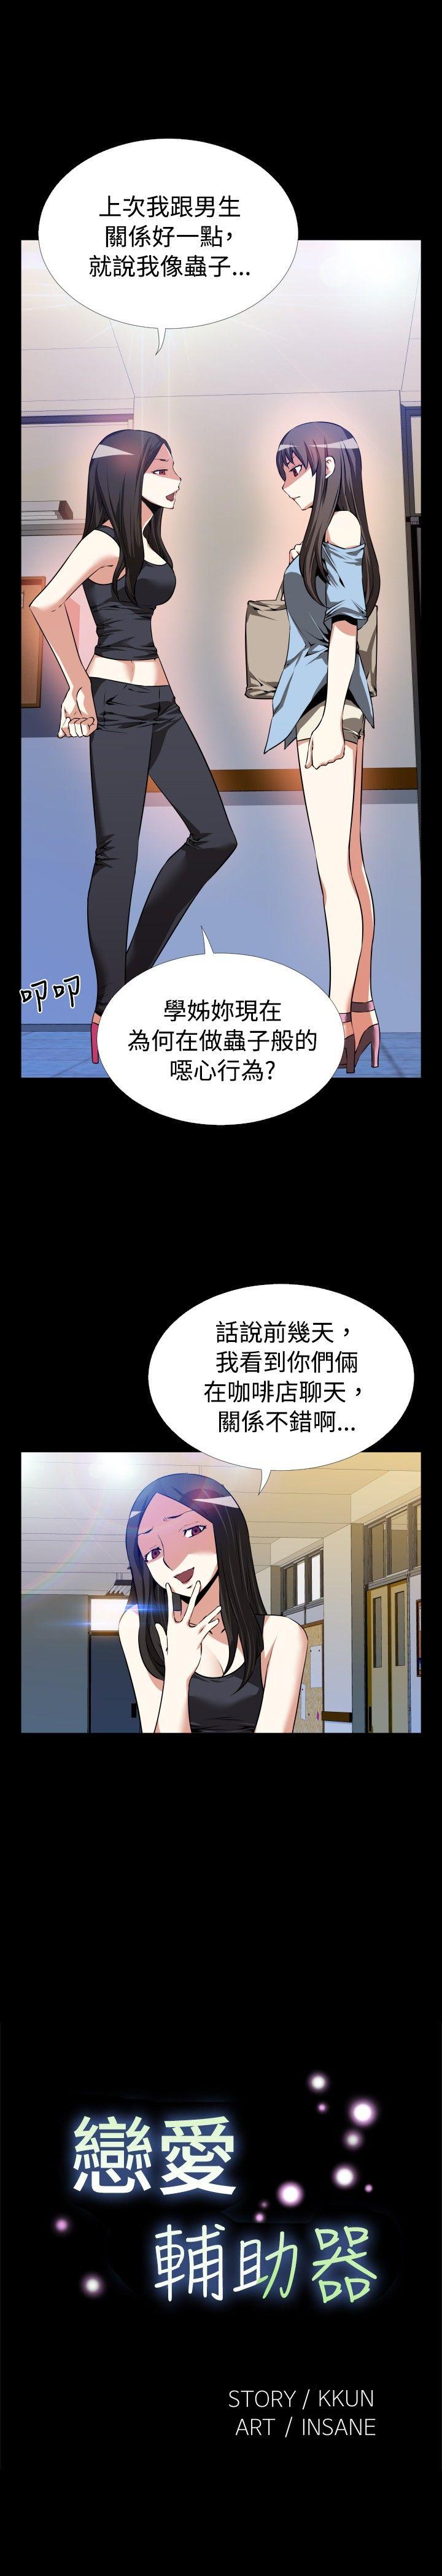 上次我跟男生
關係好一點,
就說我像蟲子...
叩叩
學姊妳現在
為何在做蟲子般的
噁心行為?
話說前幾天，
我看到你們倆
在咖啡店聊天，
關係不錯啊...
戀愛
輔助器
STORY / KKUN
ART / INSANE